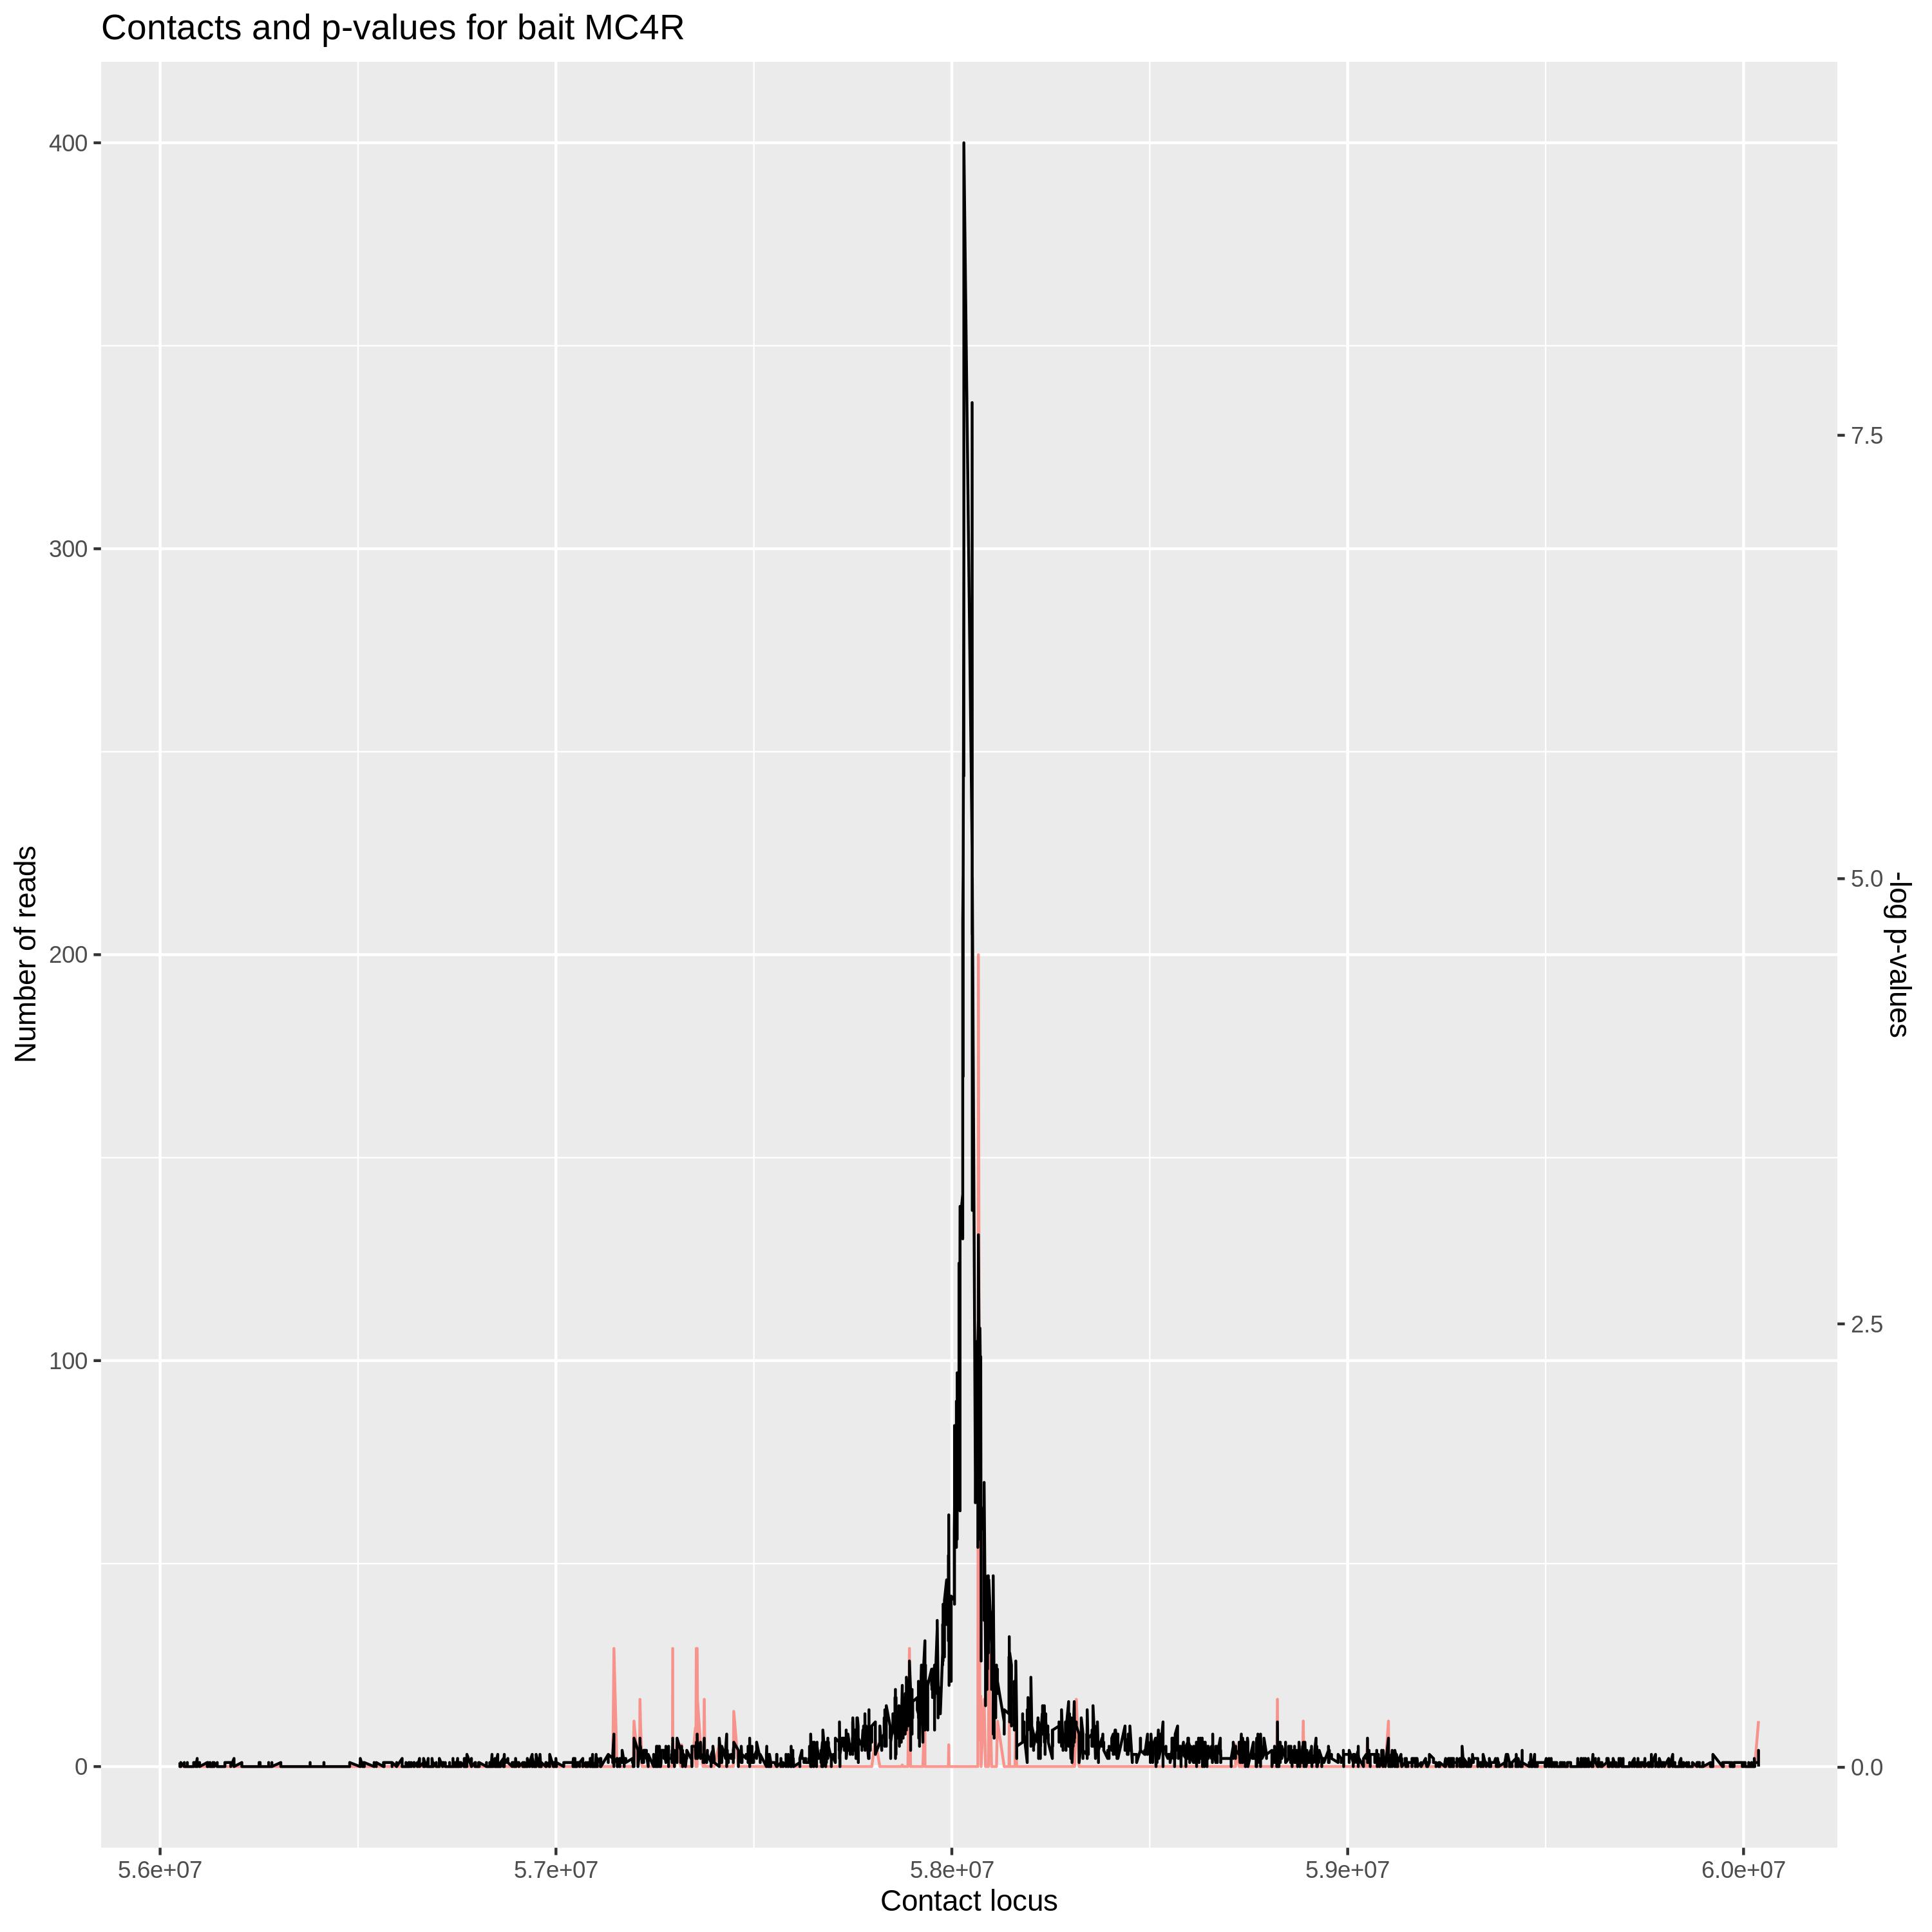 Contacts and p-values for bait MC4R
400
300
200
100
0
Number of reads
7.5
5.0
2.5
0.0
-log p-values
5.6e+07
5.7e+07
5.8e+07
5.9e+07
6.0e+07
Contact locus